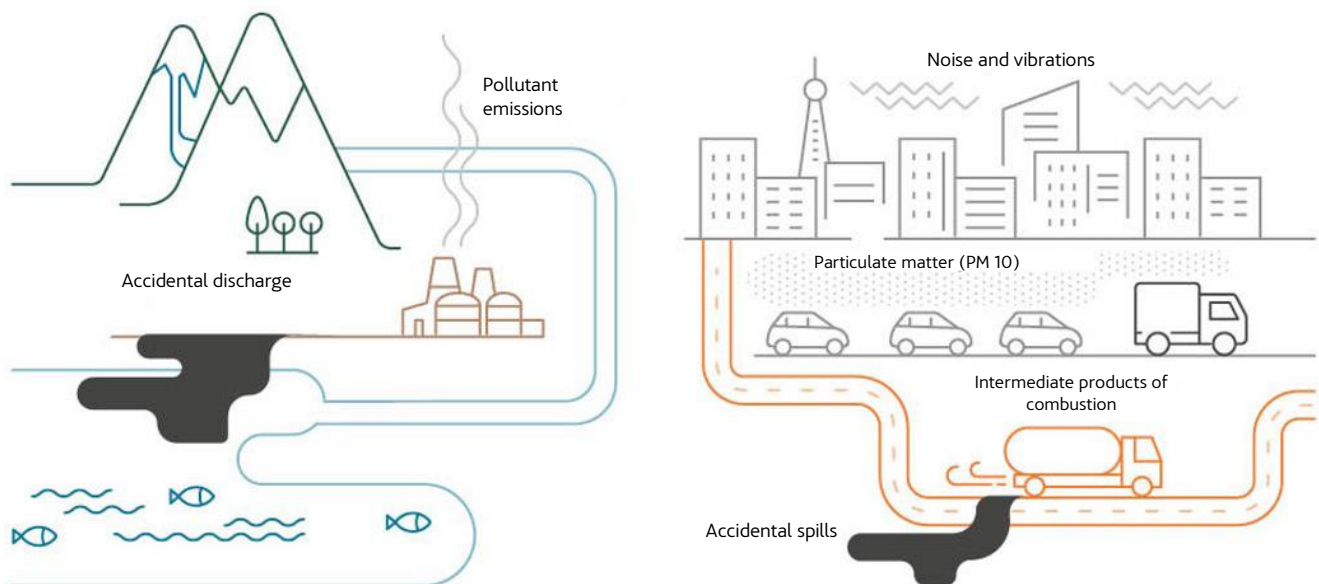 Pollutant
emissions
Accidental discharge
Noise and vibrations
Particulate matter (PM 10)
Intermediate products of
combustion
Accidental spills